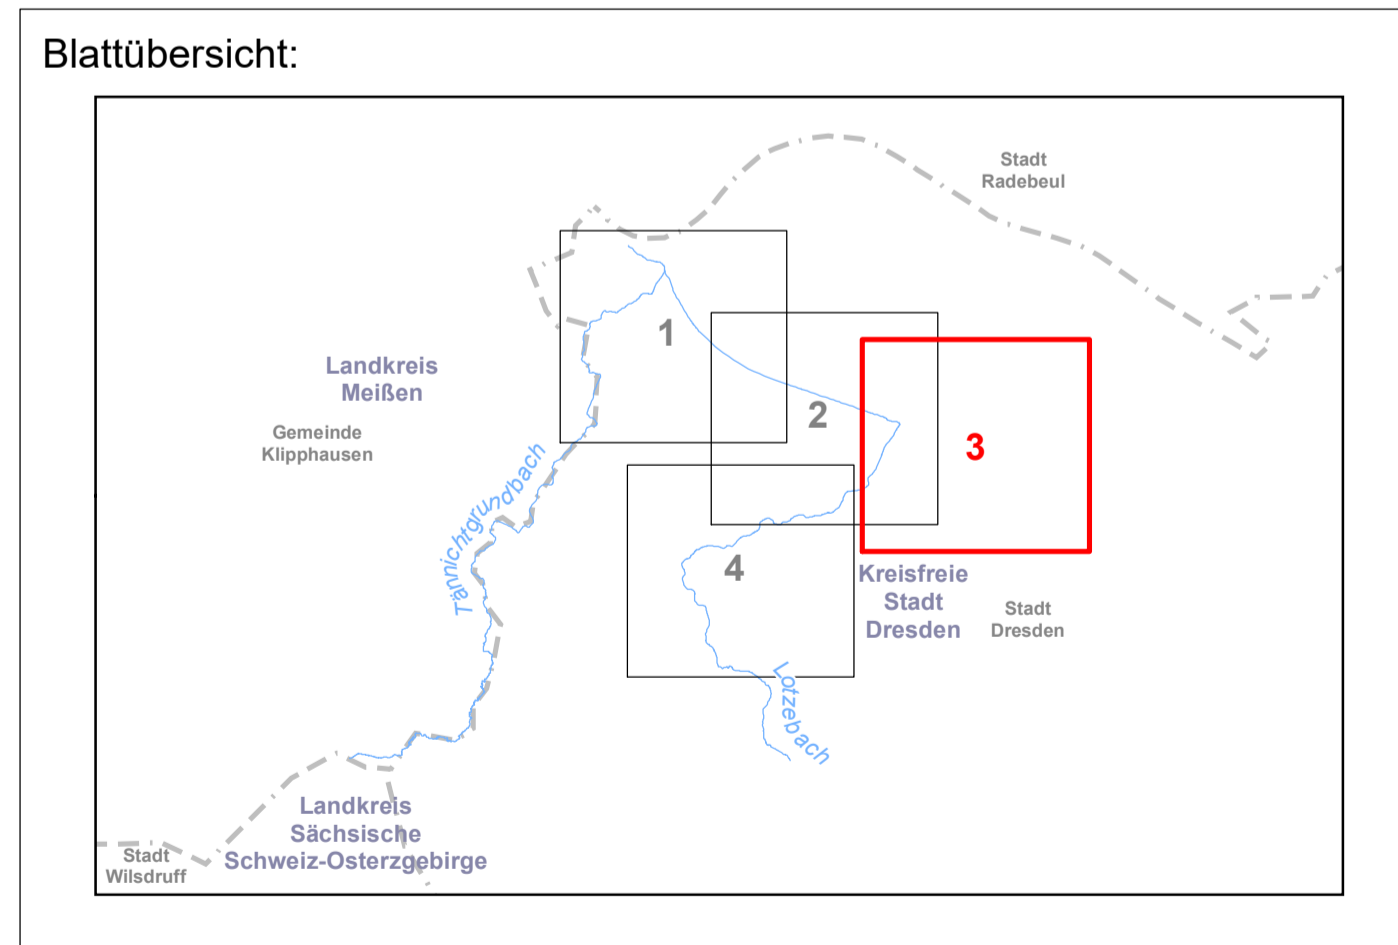 Blattübersicht:
Stadt
Radebeul
1
Landkreis
Meißen
2
Gemeinde
Klipphausen
3
Tännichtgrundbach
4
Kreisfreie
Stadt
Dresden
Stadt
Dresden
Lotzebach
Landkreis
Sächsische
Schweiz-Osterzgebirge
Stadt
Wilsdruff